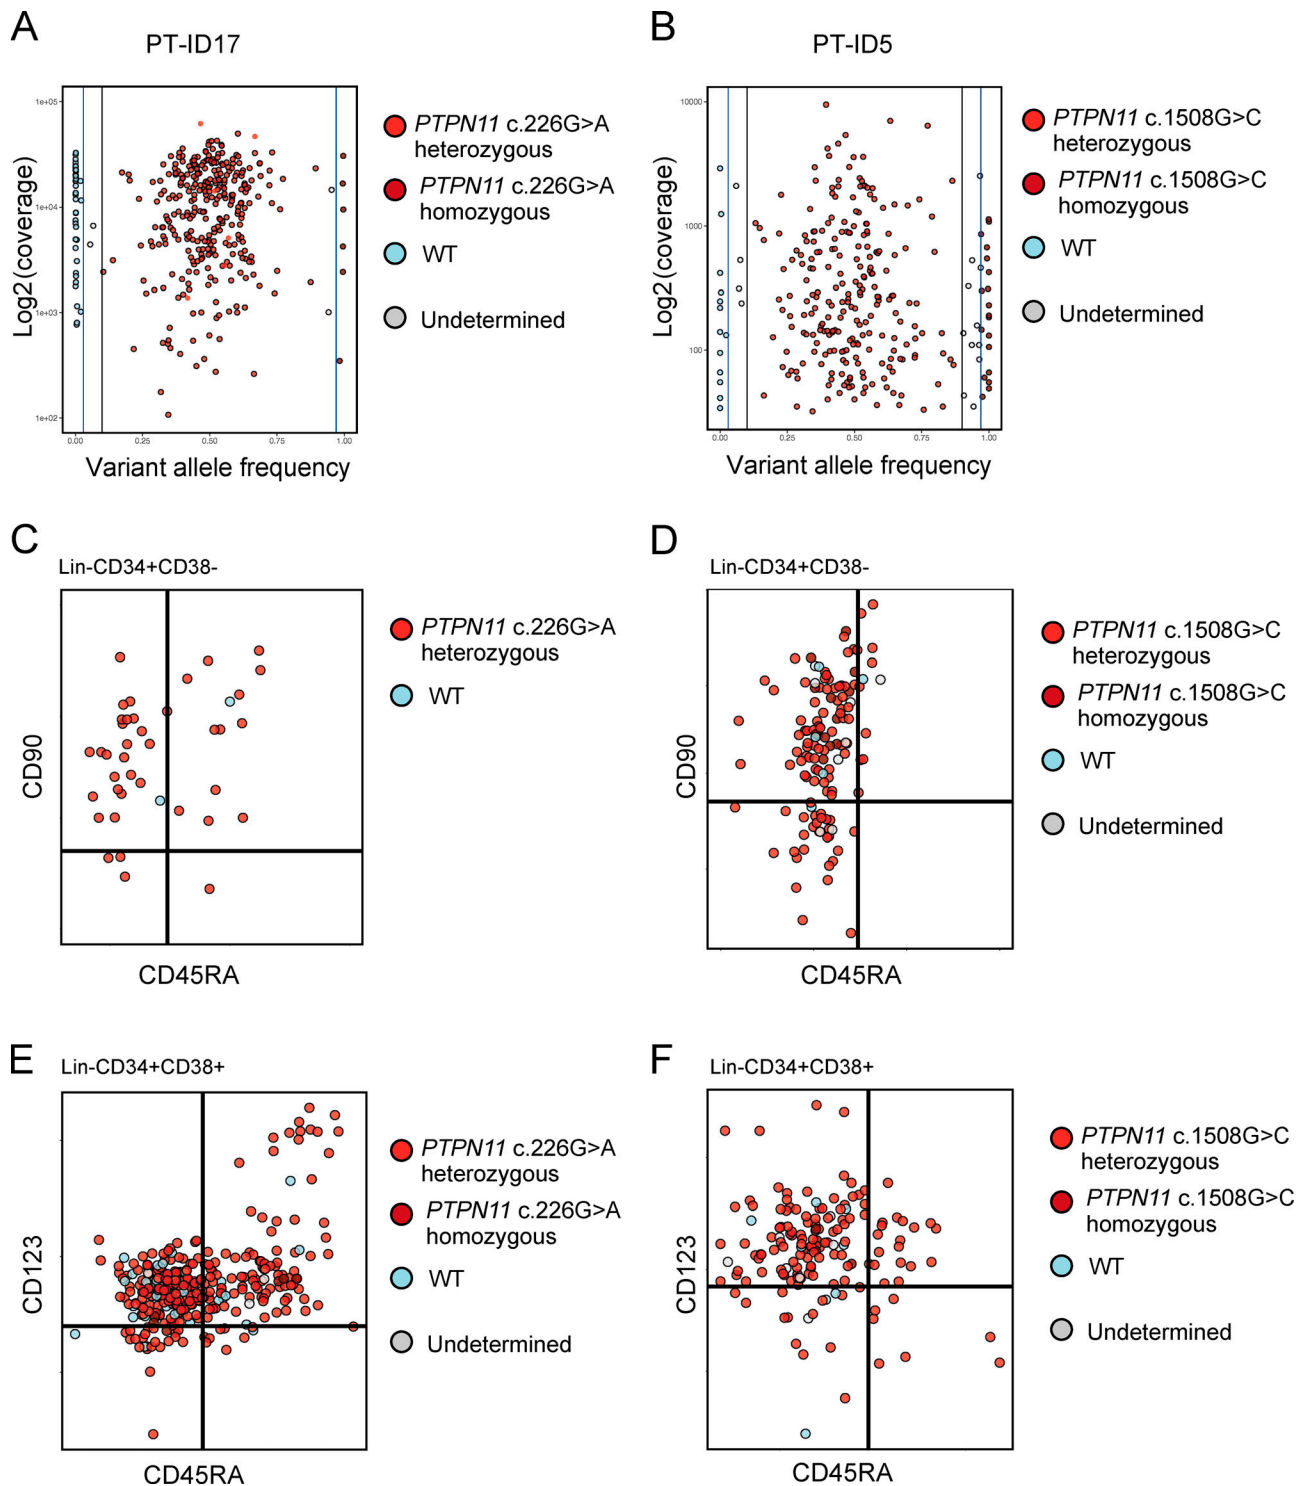 A
PT-ID17
1e+05
1e+04
1e+03
1e+02
Log2(coverage)
0.00 0.25 0.50 0.75 1.00
Variant allele frequency
PTPN11 c.226G>A
heterozygous
PTPN11 c.226G>A
homozygous
WT
Undetermined
B
PT-ID5
10000
1000
100
Log2(coverage)
0.00 0.25 0.50 0.75 1.00
Variant allele frequency
PTPN11 c.1508G>C
heterozygous
PTPN11 c.1508G>C
homozygous
WT
Undetermined
C
Lin-CD34+CD38-
CD90
CD45RA
PTPN11 c.226G>A
heterozygous
WT
D
Lin-CD34+CD38-
CD90
CD45RA
PTPN11 c.1508G>C
heterozygous
PTPN11 c.1508G>C
homozygous
WT
Undetermined
E
Lin-CD34+CD38+
CD123
CD45RA
PTPN11 c.226G>A
heterozygous
PTPN11 c.226G>A
homozygous
WT
Undetermined
F
Lin-CD34+CD38+
CD123
CD45RA
PTPN11 c.1508G>C
heterozygous
PTPN11 c.1508G>C
homozygous
WT
Undetermined